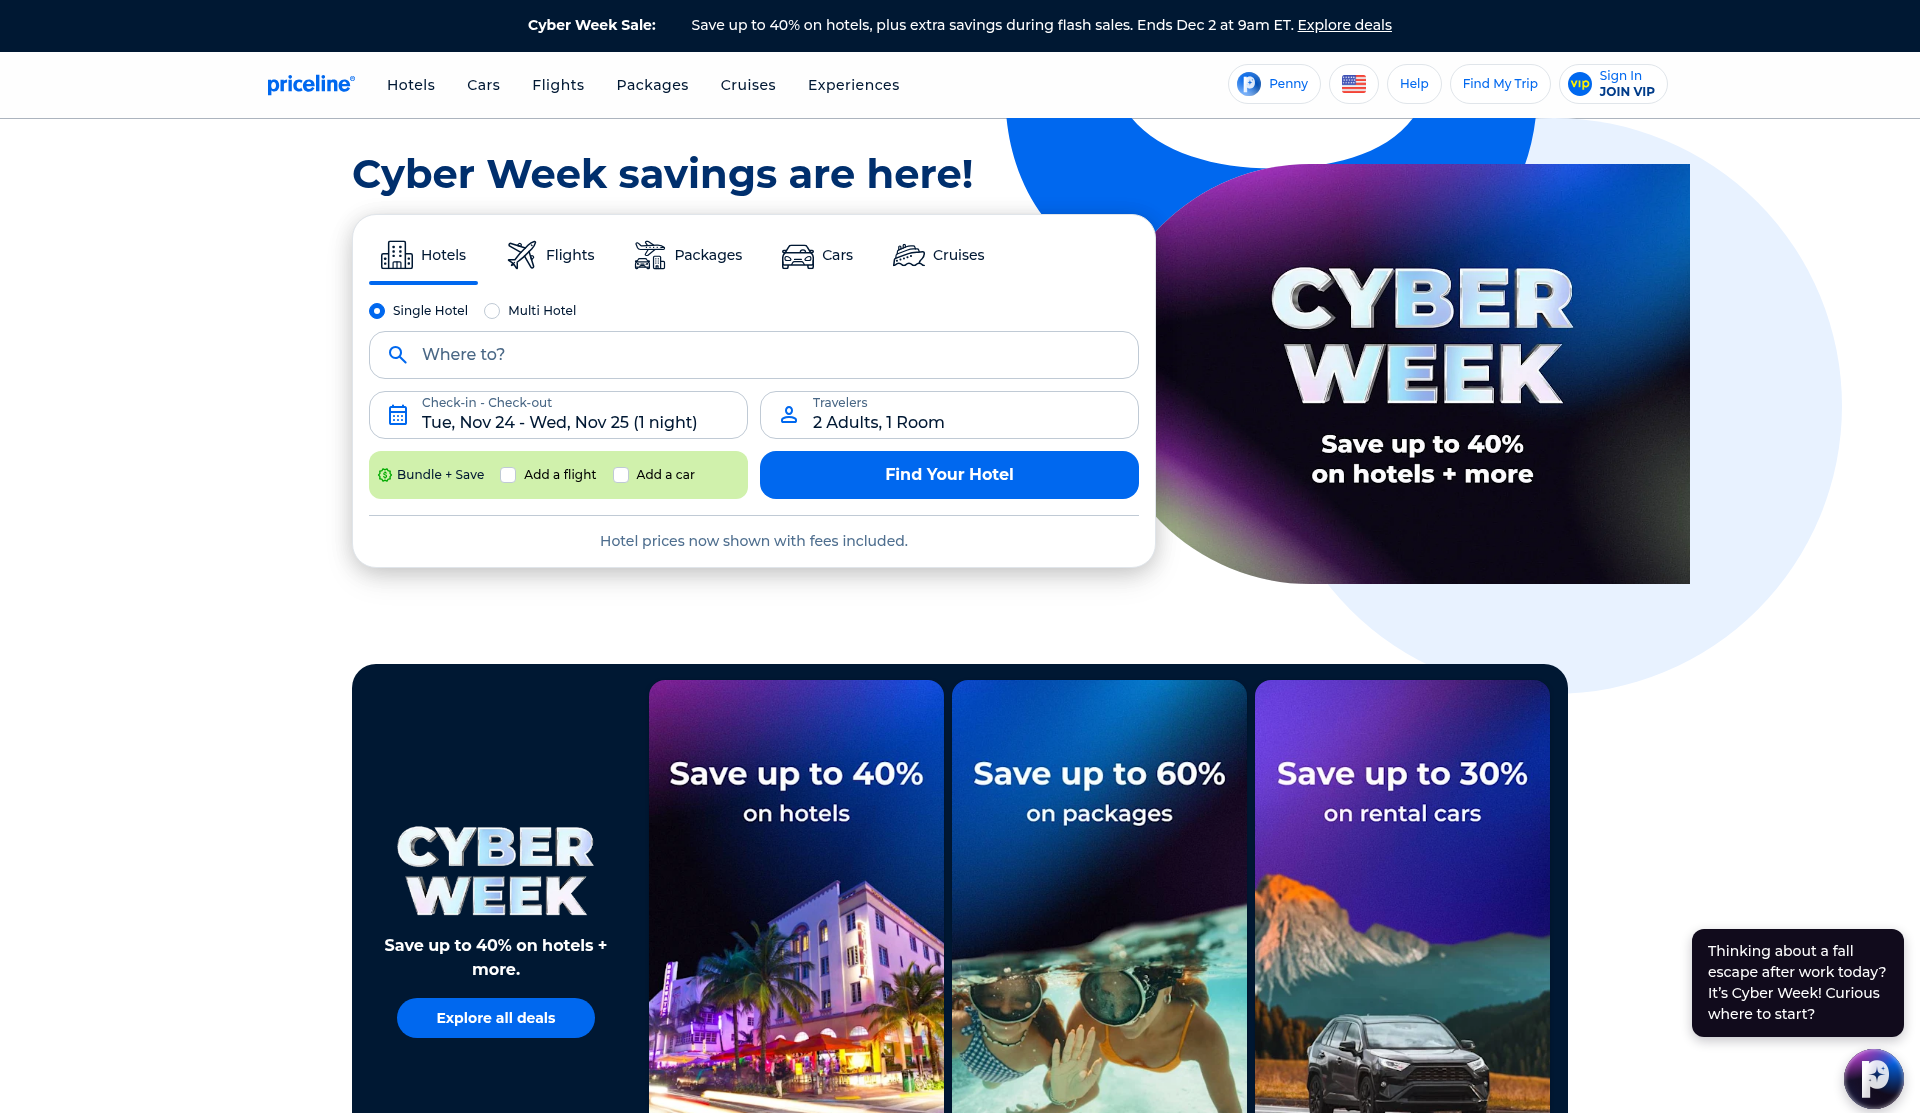 Cyber Week Sale: Save up to 40% on hotels, plus extra savings during flash sales. Ends Dec 2 at 9am ET. Explore deals
priceline®
Hotels Cars Flights Packages Cruises Experiences
Penny
Help
Find My Trip
VIP
Sign In
JOIN VIP
Cyber Week savings are here!
Hotels Flights Packages Cars Cruises
Single Hotel Multi Hotel
Where to?
Check-in - Check-out
Tue, Nov 24 - Wed, Nov 25 (1 night)
Travelers
2 Adults, 1 Room
Bundle + Save Add a flight Add a car
Find Your Hotel
Hotel prices now shown with fees included.
CYBER
WEEK
Save up to 40%
on hotels + more
CYBER
WEEK
Save up to 40% on hotels +
more.
Explore all deals
Save up to 40%
on hotels
Save up to 60%
on packages
Save up to 30%
on rental cars
Thinking about a fall
escape after work today?
It's Cyber Week! Curious
where to start?